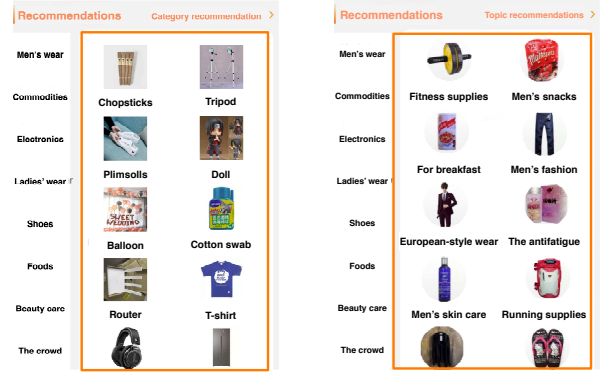 Recommendations
Category recommendation >
Men's wear
Commodities
Electronics
Ladies' wear
Shoes
Foods
Beauty care
The crowd
Chopsticks
Tripod
Plimsolls
Doll
SWEET
WEDDING
Balloon
Cotton swab
Router
T-shirt
Recommendations
Topic recommendations >
Men's wear
Commodities
Electronics
Ladies' wear
Shoes
Foods
Beauty care
The crowd
Fitness supplies
Men's snacks
For breakfast
Men's fashion
European-style wear
The antifatigue
Men's skin care
Running supplies